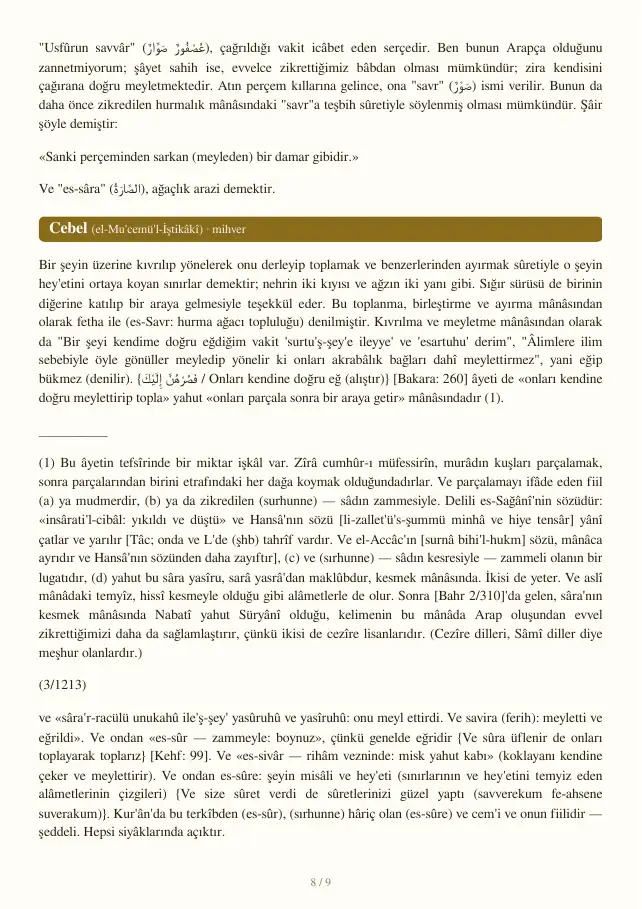 "Usfûrun savvâr" (عُصْفُورٌ صَوَّارٌ), çağrıldığı vakit icâbet eden serçedir. Ben bunun Arapça olduğunu
zannetmiyorum; şâyet sahih ise, evvelce zikrettiğimiz bâbdan olması mümkündür; zira kendisini
çağırana doğru meyletmektedir. Atın perçem kıllarına gelince, ona "savr" (صَوْرٌ) ismi verilir. Bunun da
daha önce zikredilen hurmalık mânâsındaki "savr"a teşbih sûretiyle söylenmiş olması mümkündür. Şâir
şöyle demiştir:
«Sanki perçeminden sarkan (meyleden) bir damar gibidir.»
Ve "es-sâra" (الصَّارَةُ), ağaçlık arazi demektir.
Cebel (el-Mu'cemü'l-İştikâkî) · mihver
Bir şeyin üzerine kıvrılıp yönelerek onu derleyip toplamak ve benzerlerinden ayırmak sûretiyle o şeyin
hey'etini ortaya koyan sınırlar demektir; nehrin iki kıyısı ve ağzın iki yanı gibi. Sığır sürüsü de birinin
diğerine katılıp bir araya gelmesiyle teşekkül eder. Bu toplanma, birleştirme ve ayırma mânâsından
olarak fetha ile (es-Savr: hurma ağacı topluluğu) denilmiştir. Kıvrılma ve meyletme mânâsından olarak
da "Bir şeyi kendime doğru eğdiğim vakit 'surtu'ş-şey'e ileyye' ve 'esartuhu' derim", "Âlimlere ilim
sebebiyle öyle gönüller meyledip yönelir ki onları akrabâlık bağları dahî meylettirmez", yani eğip
bükmez (denilir). {فَصُرْهُنَّ إِلَيْكَ / Onları kendine doğru eğ (alıştır)} [Bakara: 260] âyeti de «onları kendine
doğru meylettirip topla» yahut «onları parçala sonra bir araya getir» mânâsındadır (1).
(1) Bu âyetin tefsîrinde bir miktar işkâl var. Zîrâ cumhûr-ı müfessirîn, murâdın kuşları parçalamak,
sonra parçalarından birini etrafındaki her dağa koymak olduğundadırlar. Ve parçalamayı ifâde eden fiil
(a) ya mudmerdir, (b) ya da zikredilen (surhunne) — sâdın zammesiyle. Delili es-Sağânî'nin sözüdür:
«insârati'l-cibâl: yıkıldı ve düştü» ve Hansâ'nın sözü [li-zallet'ü's-şummü minhâ ve hiye tensâr] yânî
çatlar ve yarılır [Tâc; onda ve L'de (şhb) tahrîf vardır. Ve el-Accâc'ın [surnâ bihi'l-hukm] sözü, mânâca
ayrıdır ve Hansâ'nın sözünden daha zayıftır], (c) ve (sırhunne) — sâdın kesresiyle — zammeli olanın bir
lugatıdır, (d) yahut bu sâra yasîru, sarâ yasrâ'dan maklûbdur, kesmek mânâsında. İkisi de yeter. Ve aslî
mânâdaki temyîz, hissî kesmeyle olduğu gibi alâmetlerle de olur. Sonra [Bahr 2/310]'da gelen, sâra'nın
kesmek mânâsında Nabatî yahut Süryânî olduğu, kelimenin bu mânâda Arap oluşundan evvel
zikrettiğimizi daha da sağlamlaştırır, çünkü ikisi de cezîre lisanlarıdır. (Cezîre dilleri, Sâmî diller diye
meşhur olanlardır.)
(3/1213)
ve «sâra'r-racülü unukahû ile'ş-şey' yasûruhû ve yasîruhû: onu meyl ettirdi. Ve savira (ferih): meyletti ve
eğrildi». Ve ondan «es-sûr — zammeyle: boynuz», çünkü genelde eğridir {Ve sûra üflenir de onları
toplayarak toplarız} [Kehf: 99]. Ve «es-sivâr — rihâm vezninde: misk yahut kabı» (koklayanı kendine
çeker ve meylettirir). Ve ondan es-sûre: şeyin misâli ve hey'eti (sınırlarının ve hey'etini temyiz eden
alâmetlerinin çizgileri) {Ve size sûret verdi de sûretlerinizi güzel yaptı (savverekum fe-ahsene
suverakum)}. Kur'ân'da bu terkîbden (es-sûr), (sırhunne) hâriç olan (es-sûre) ve cem'i ve onun fiilidir —
şeddeli. Hepsi siyâklarında açıktır.
8 / 9